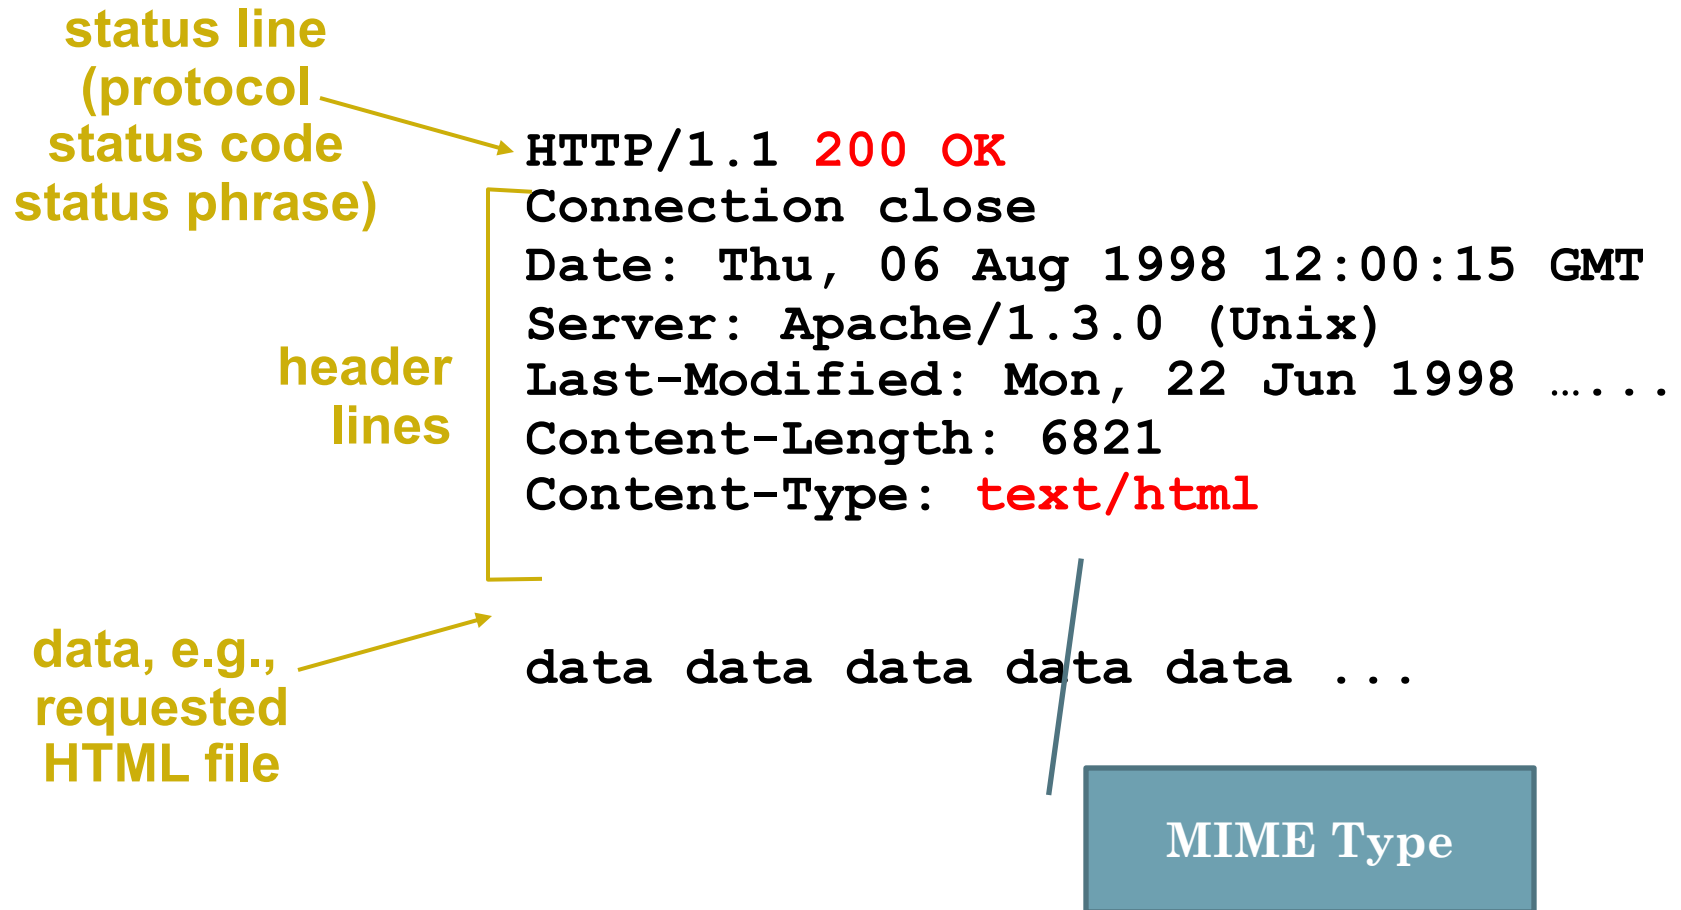 status line
(protocol
status code
status phrase)
HTTP/1.1 200 OK
Connection close
Date: Thu, 06 Aug 1998 12:00:15 GMT
Server: Apache/1.3.0 (Unix)
Last-Modified: Mon, 22 Jun 1998 …...
Content-Length: 6821
Content-Type: text/html
header
lines
data, e.g.,
requested
HTML file
data data data data data ...
MIME Type